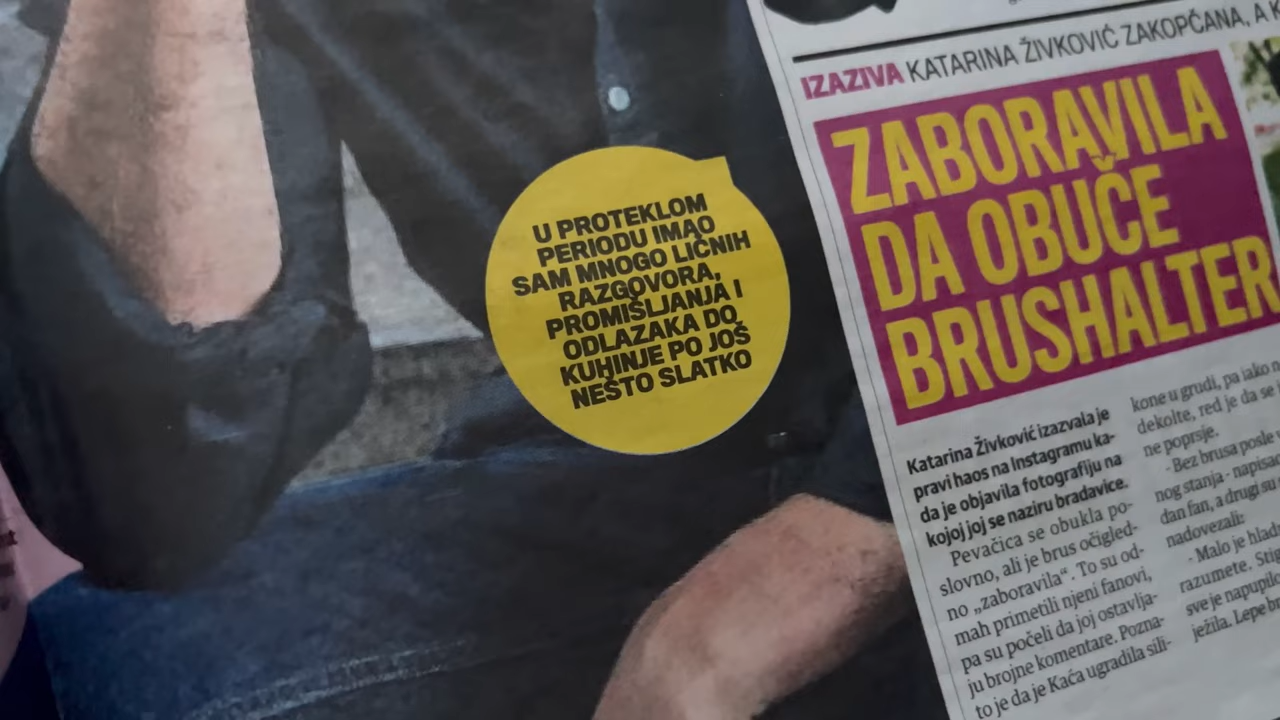 U PROTEKLOM
PERIODU IMAO
SAM MNOGO LIČNIH
RAZGOVORA,
PROMIŠLJANJA I
ODLAZAKA DO
KUHINJE PO JOŠ
NEŠTO SLATKO
IZAZIVA KATARINA ŽIVKOVIĆ ZAKOPČANA, A
ZABORAVILA
DA OBUČE
BRUSHALTER
Katarina Živković izazvala je
pravi haos na Instagramu ka-
da je objavila fotografiju na
kojoj joj se naziru bradavice.
Pevačica se obukla po-
slovno, ali je brus očigled-
no „zaboravila“. To su od-
mah primetili njeni fanovi,
pa su počeli da joj ostavlja-
ju brojne komentare. Pozna-
to je da je Kaća ugradila sili-
kone u grudi, pa iako
dekolte, red je da se
ne poprsje.
- Bez brusa posle
nog stanja - napisao
dan fan, a drugi su
nadovezali:
- Malo je
razumete.
sve je
ježila. Lepe